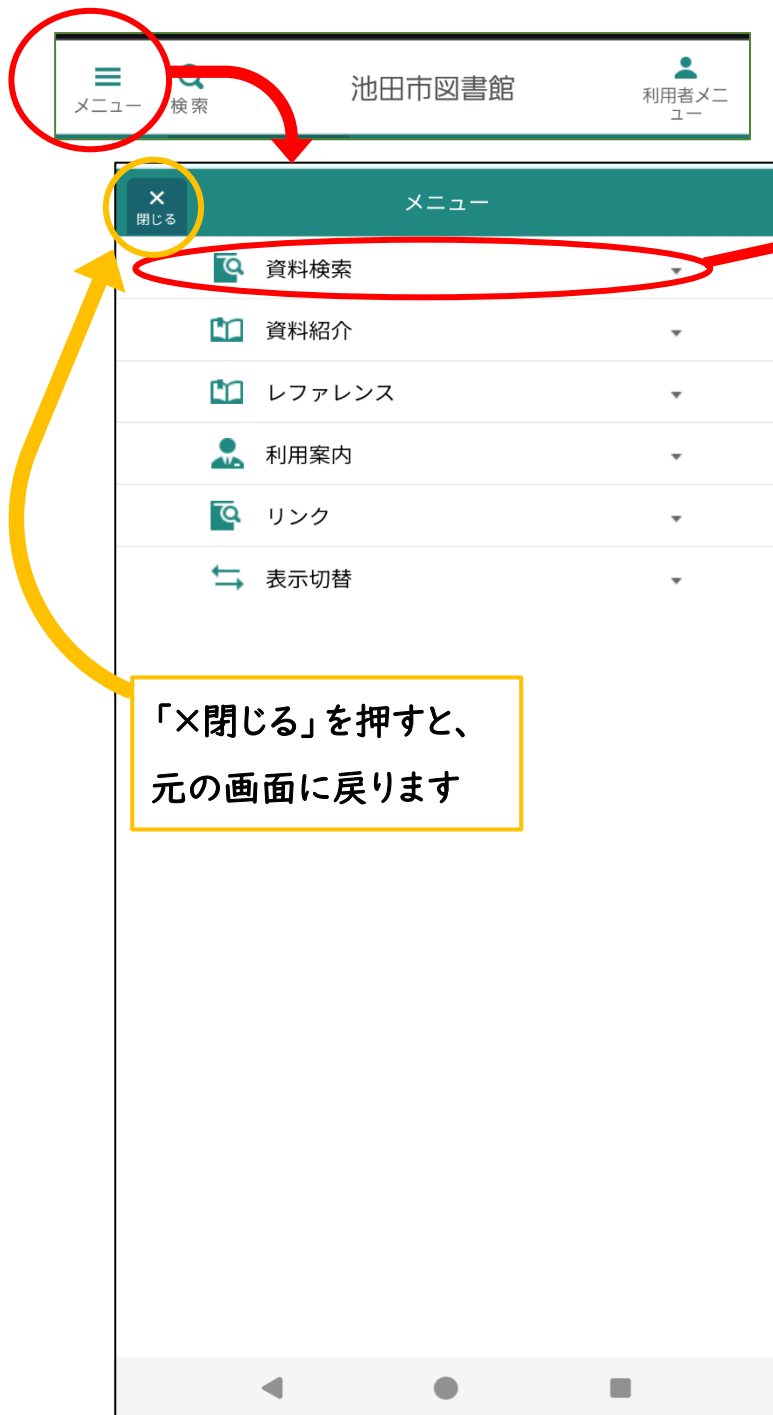 メニュー
検索
池田市図書館
利用者メニ
ュー
×
閉じる
メニュー
資料検索
資料紹介
レファレンス
利用案内
リンク
表示切替
「×閉じる」を押すと、
元の画面に戻ります